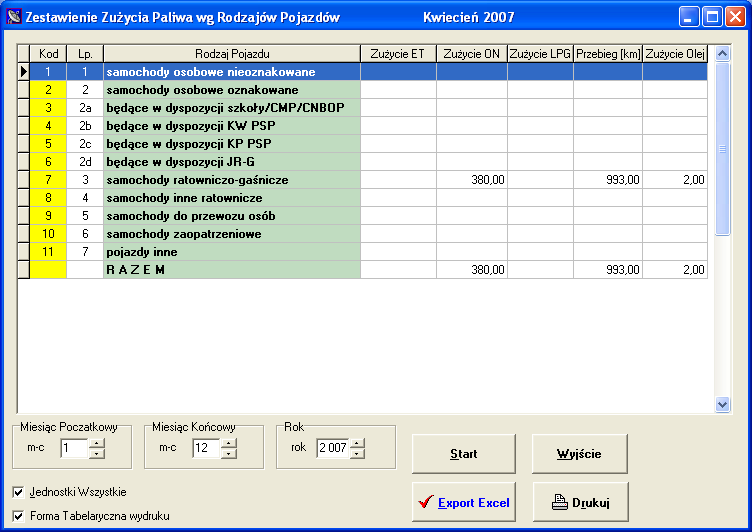 Zestawienie Zużycia Paliwa wg Rodzajów Pojazdów Kwiecień 2007
Kod Lp. Rodzaj Pojazdu Zużycie ET Zużycie ON Zużycie LPG Przebieg [km] Zużycie Olej
1 1 samochody osobowe nieoznakowane
2 2 samochody osobowe oznakowane
3 2a będące w dyspozycji szkoły/CMP/CNBOP
4 2b będące w dyspozycji KW PSP
5 2c będące w dyspozycji KP PSP
6 2d będące w dyspozycji JR-G
7 3 samochody ratowniczo-gaśnicze 380,00 993,00 2,00
8 4 samochody inne ratownicze
9 5 samochody do przewozu osób
10 6 samochody zaopatrzeniowe
11 7 pojazdy inne
R A Z E M 380,00 993,00 2,00
Miesiąc Początkowy Miesiąc Końcowy Rok
m-c 1 m-c 12 rok 2 007
Start Wyjście
Jednostki Wszystkie
Export Excel Drukuj
Forma Tabelaryczna wydruku